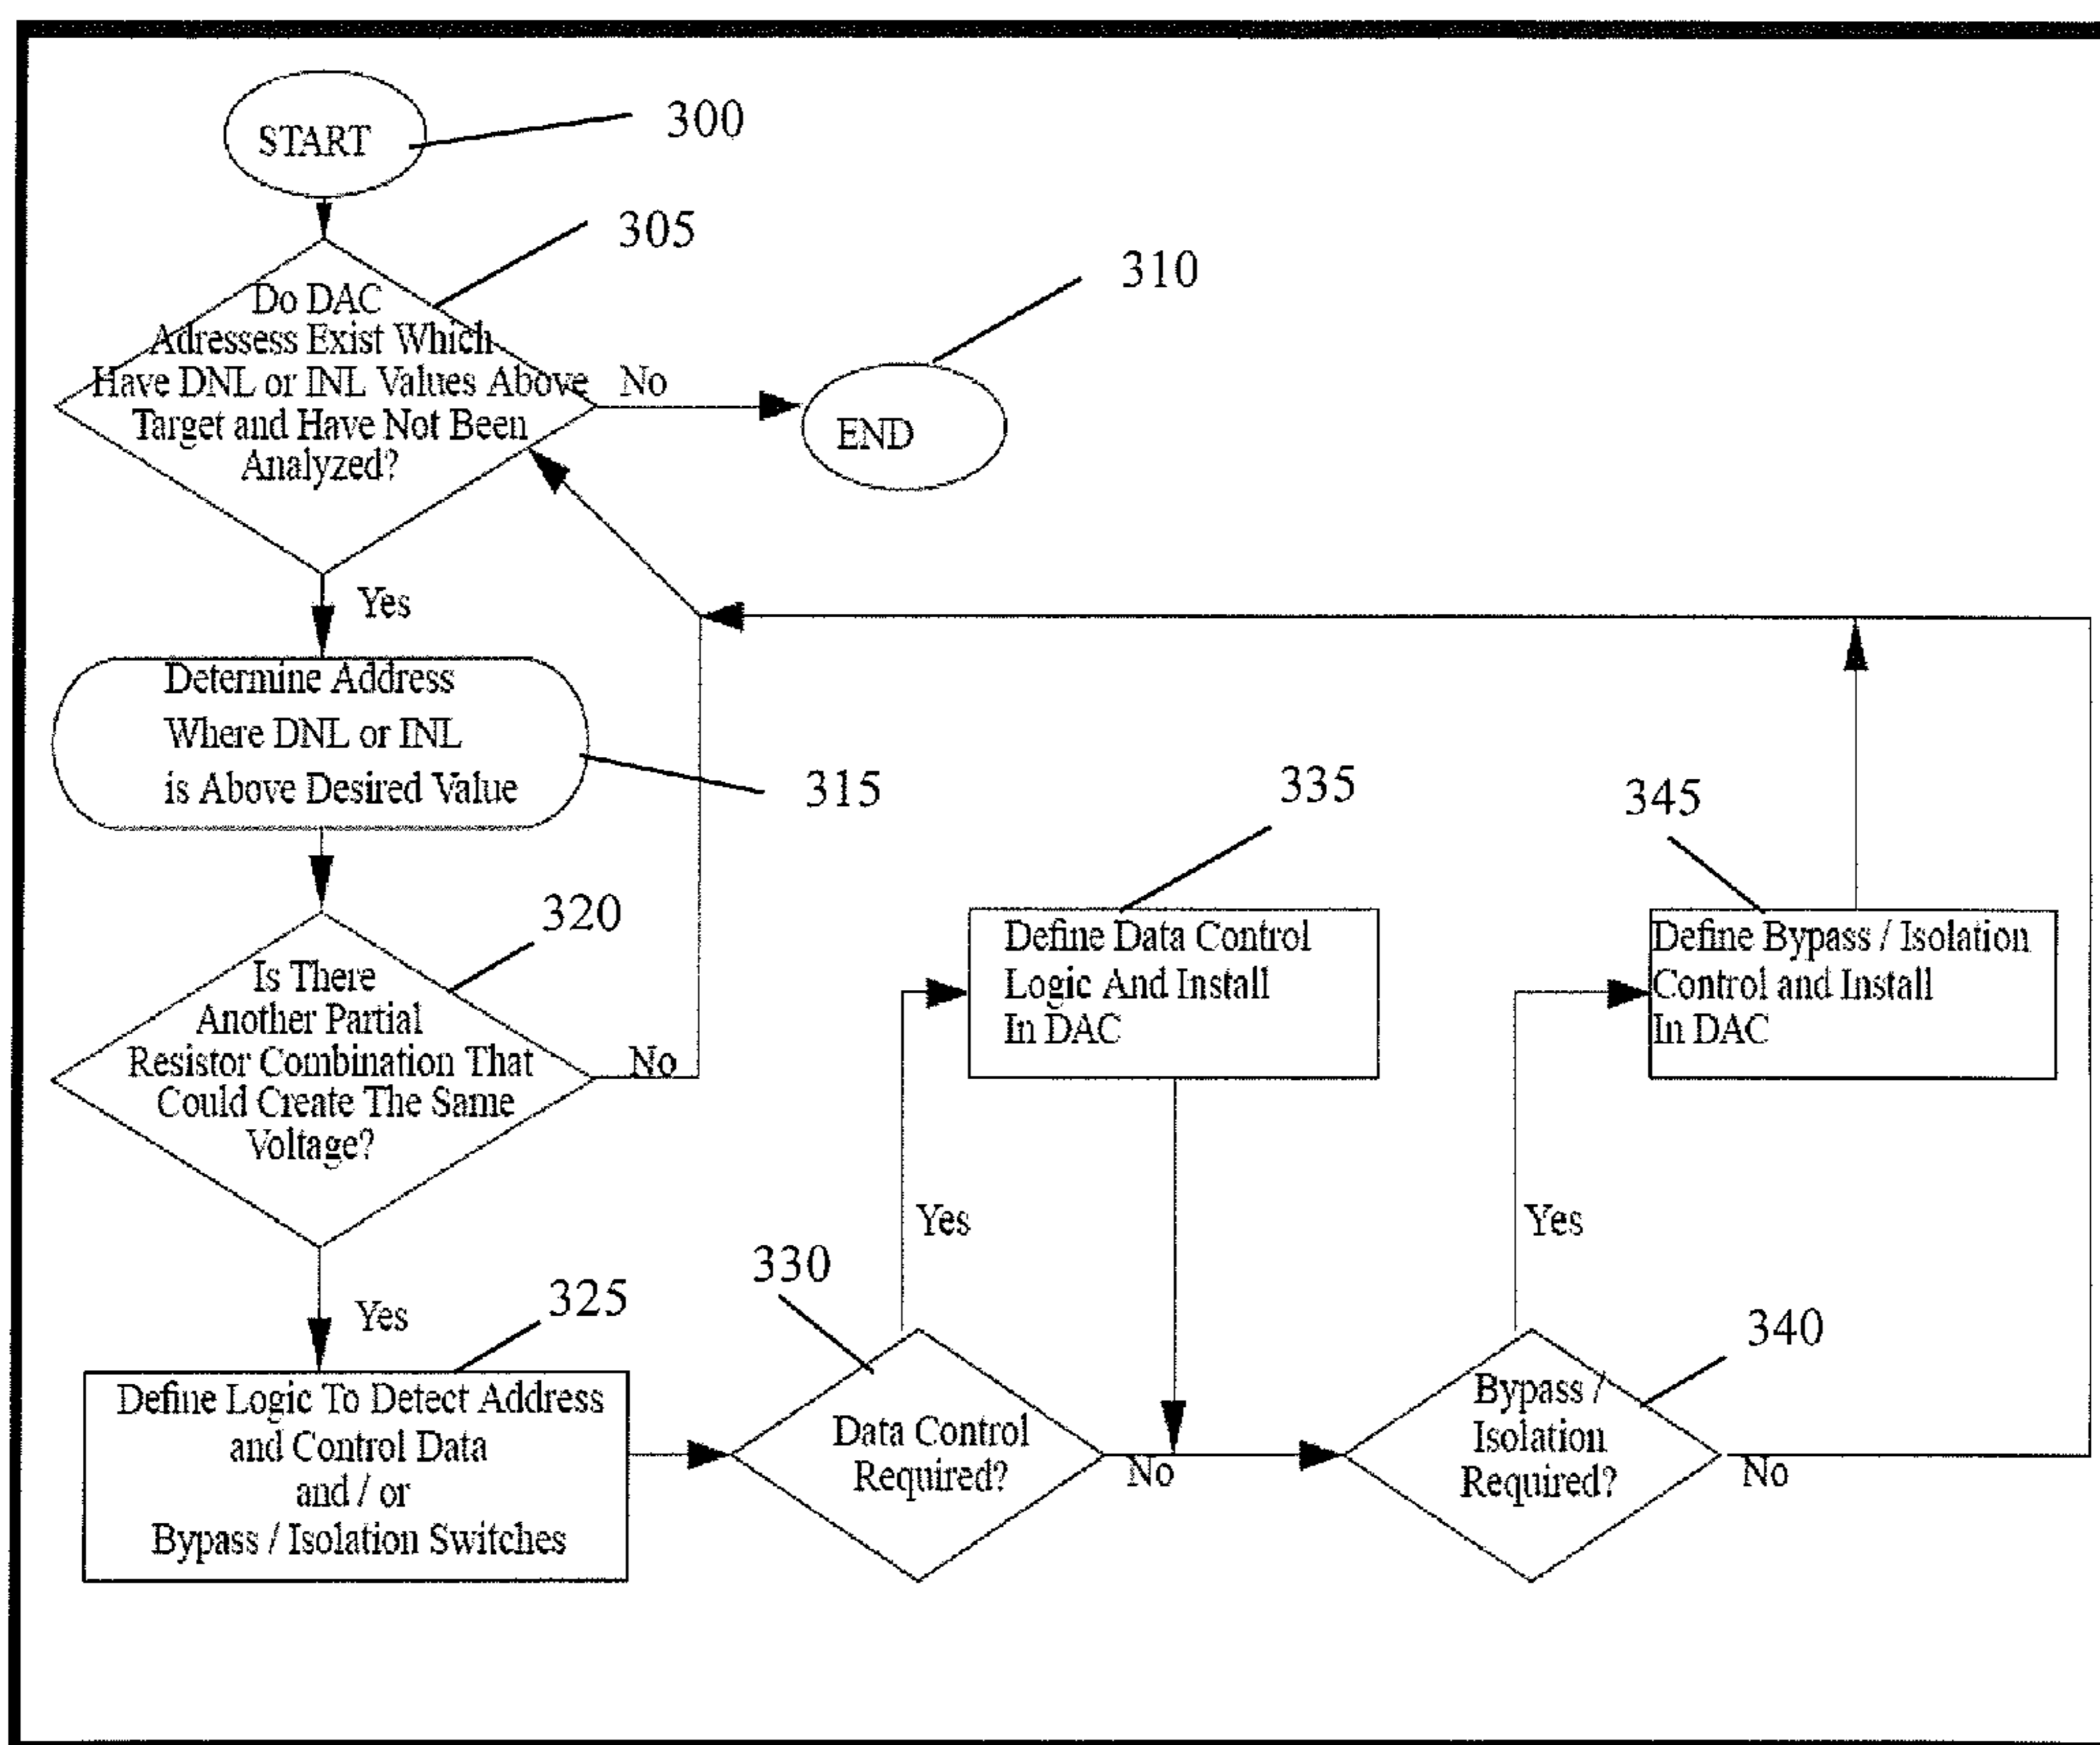 START
300
305
Do DAC
Adressess Exist Which
Have DNL or INL Values Above
Target and Have Not Been
Analyzed?
No
310
END
Yes
Determine Address
Where DNL or INL
is Above Desired Value
315
320
Is There
Another Partial
Resistor Combination That
Could Create The Same
Voltage?
No
Yes
325
Define Logic To Detect Address
and Control Data
and / or
Bypass / Isolation Switches
330
Data Control
Required?
Yes
No
335
Define Data Control
Logic And Install
In DAC
340
Bypass /
Isolation
Required?
Yes
No
345
Define Bypass / Isolation
Control and Install
In DAC